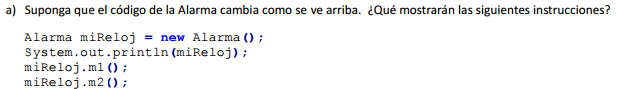 a) Suponga que el código de la Alarma cambia como se ve arriba. ¿Qué mostrarán las siguientes instrucciones?
Alarma miReloj = new Alarma();
System.out.println(miReloj);
miReloj.m1();
miReloj.m2();